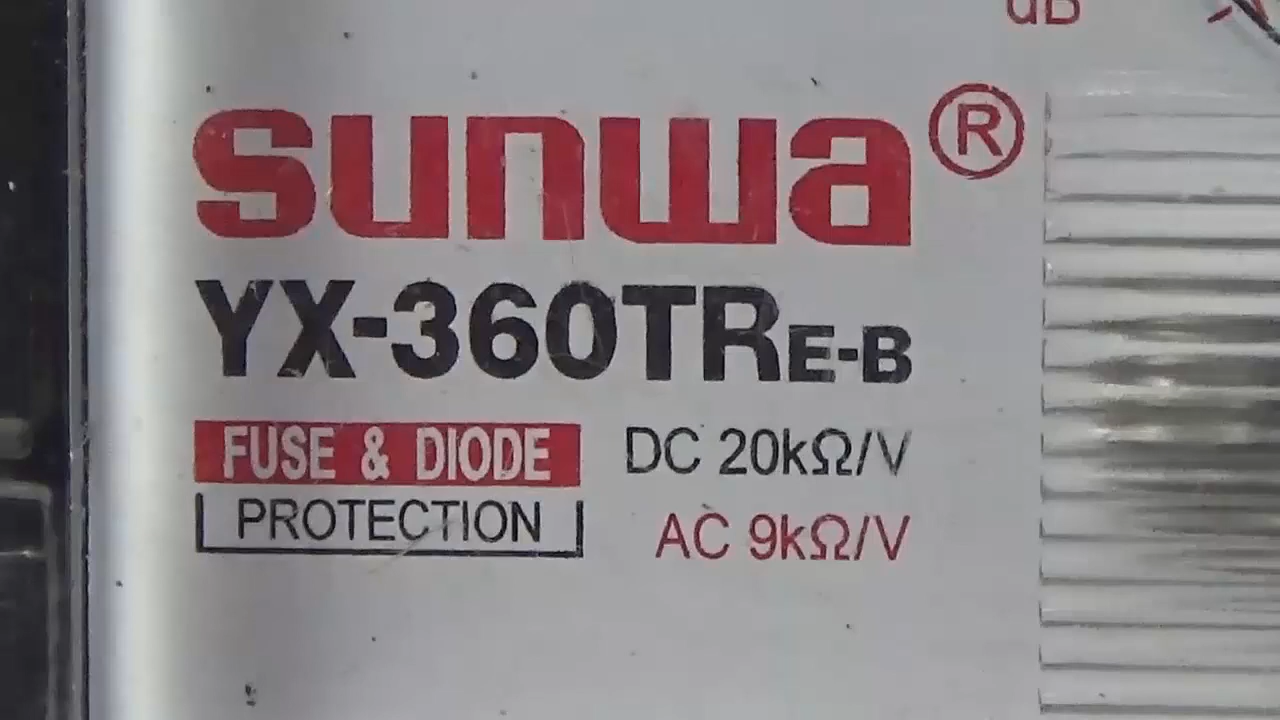 dB
sunwa®
YX-360TRE-B
FUSE & DIODE
PROTECTION
DC 20kΩ/V
AC 9kΩ/V